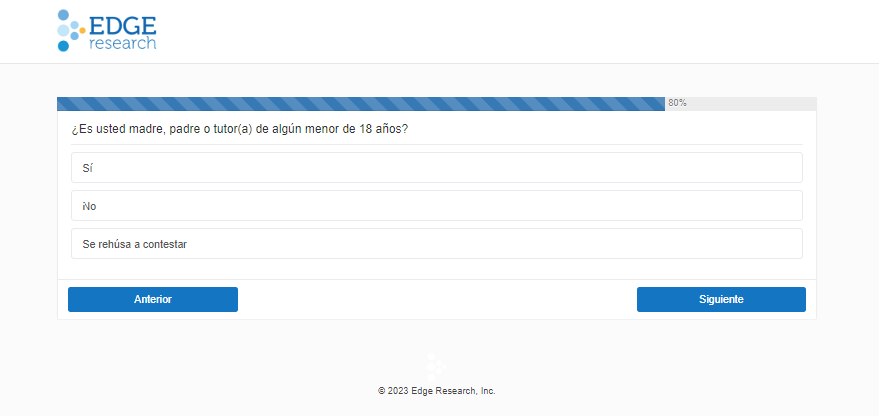 EDGE
research
80%
¿Es usted madre, padre o tutor(a) de algún menor de 18 años?
Sí
No
Se rehúsa a contestar
Anterior
Siguiente
© 2023 Edge Research, Inc.